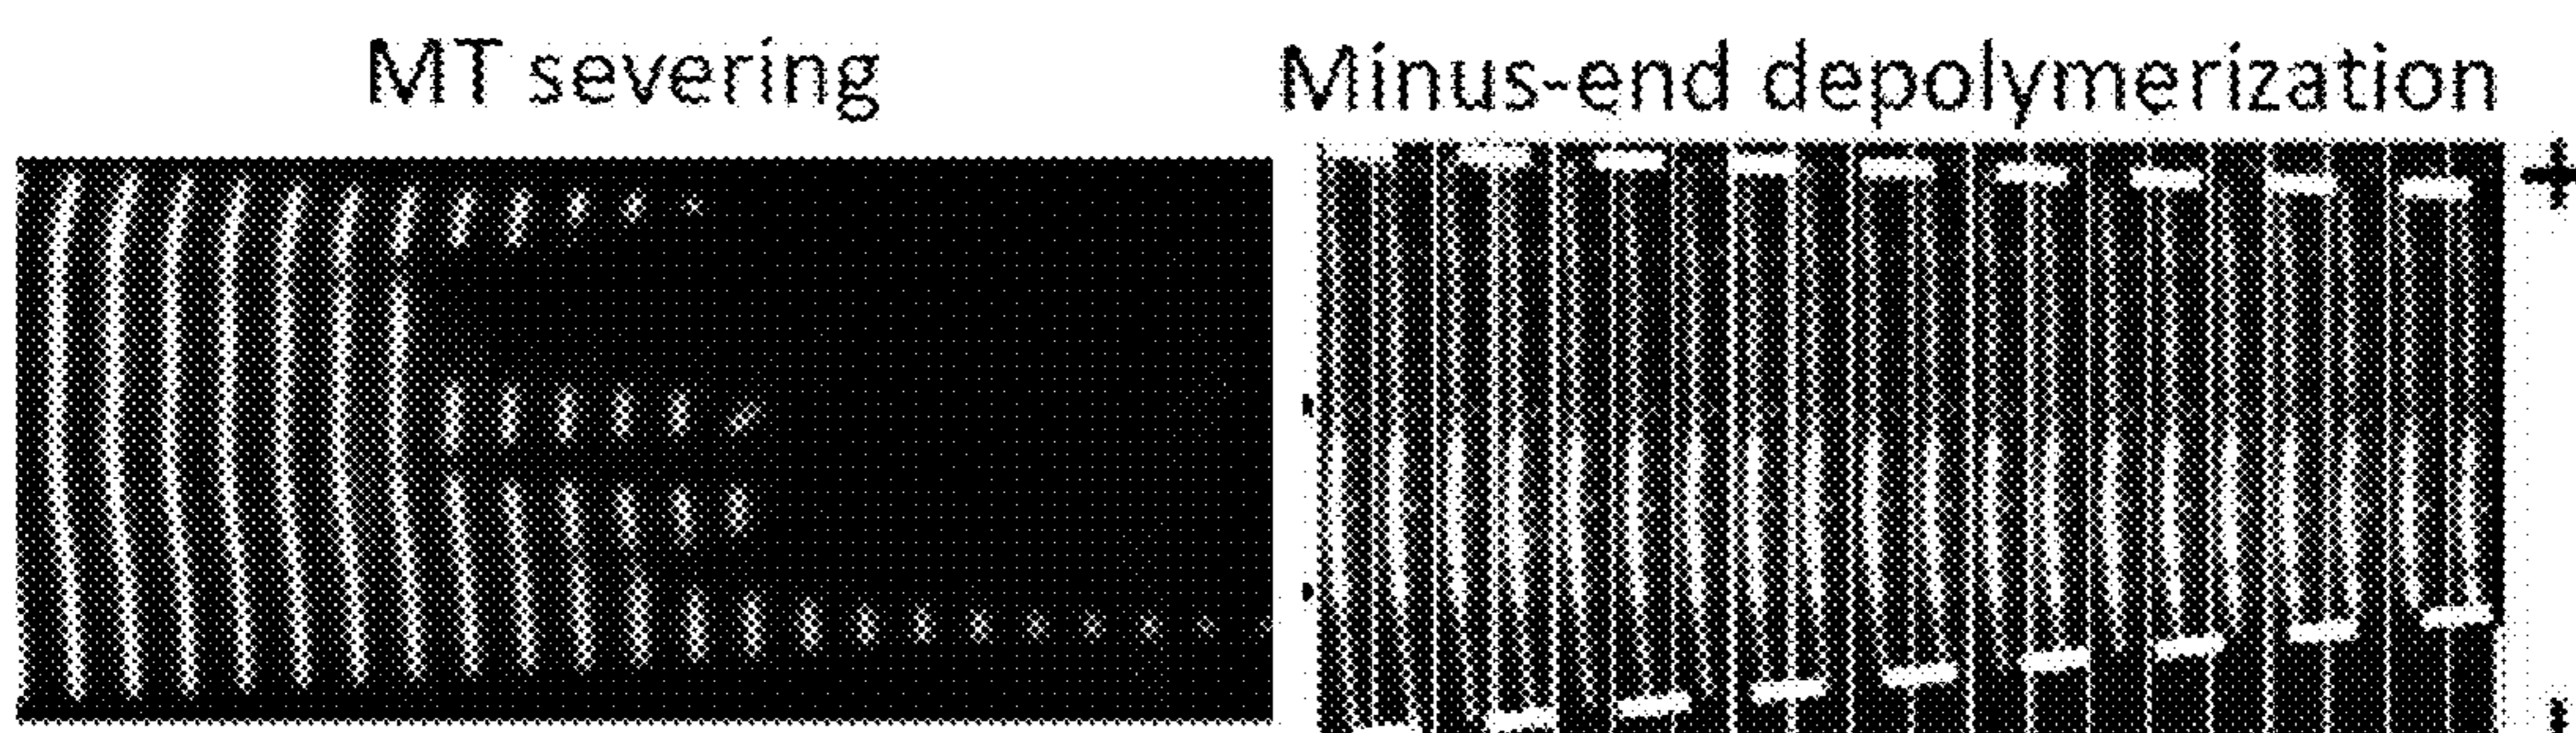 MT severing
Minus-end depolymerization
+